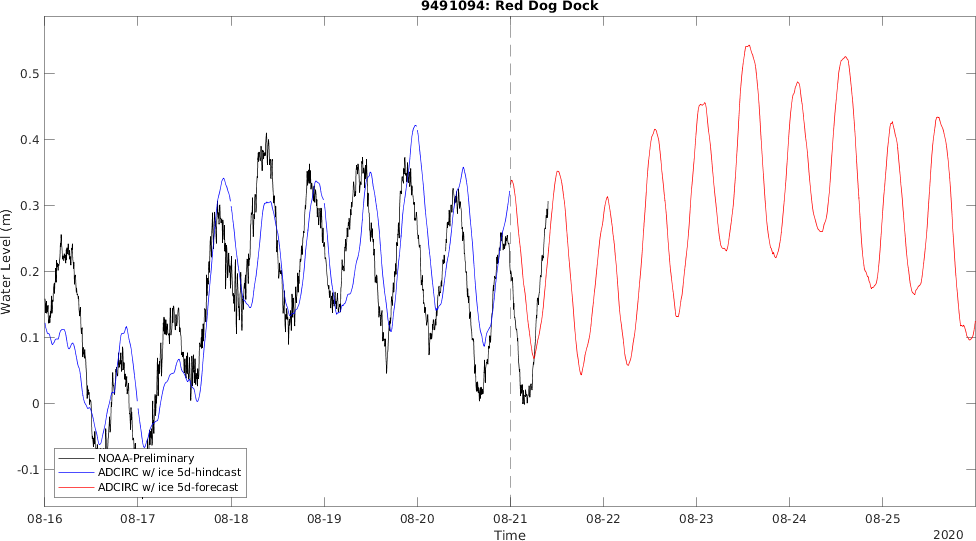 9491094: Red Dog Dock
Water Level (m)
0.5
0.4
0.3
0.2
0.1
0
-0.1
NOAA-Preliminary
ADCIRC w/ ice 5d-hindcast
ADCIRC w/ ice 5d-forecast
08-16 08-17 08-18 08-19 08-20 08-21 08-22 08-23 08-24 08-25
Time
2020